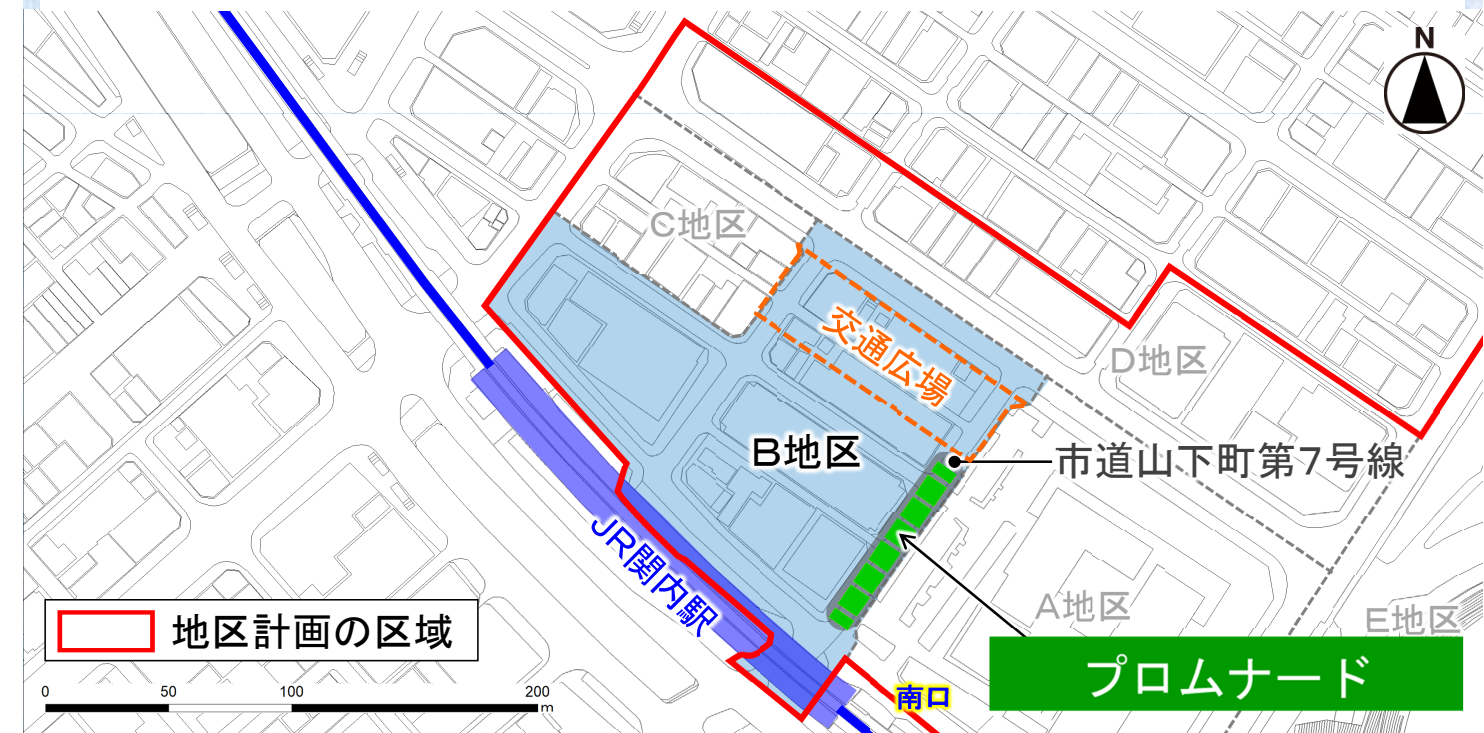 N
C地区
交通広場
D地区
B地区
市道山下町第7号線
JR関内駅
A地区
E地区
地区計画の区域
プロムナード
南口
0 50 100 200
m